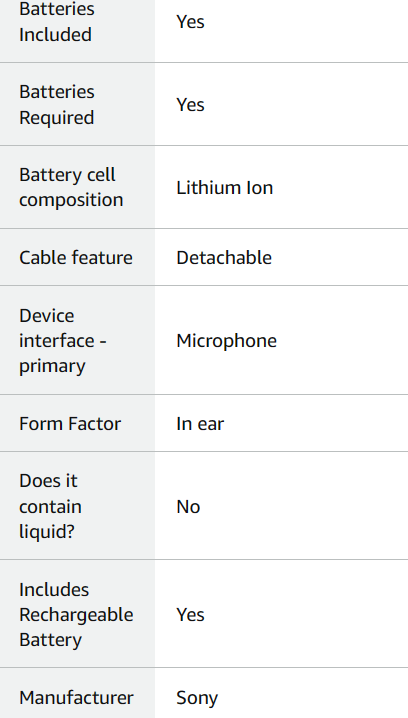 Batteries
Included
Yes
Batteries
Required
Yes
Battery cell
composition
Lithium Ion
Cable feature
Detachable
Device
interface -
primary
Microphone
Form Factor
In ear
Does it
contain
liquid?
No
Includes
Rechargeable
Battery
Yes
Manufacturer
Sony